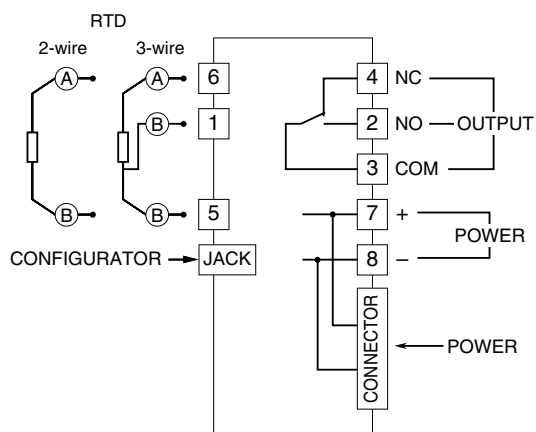 RTD
2-wire 3-wire
A A 6 4 NC
B 1 2 NO OUTPUT
3 COM
B B 5 7 +
POWER
CONFIGURATOR JACK 8 –
CONNECTOR
POWER